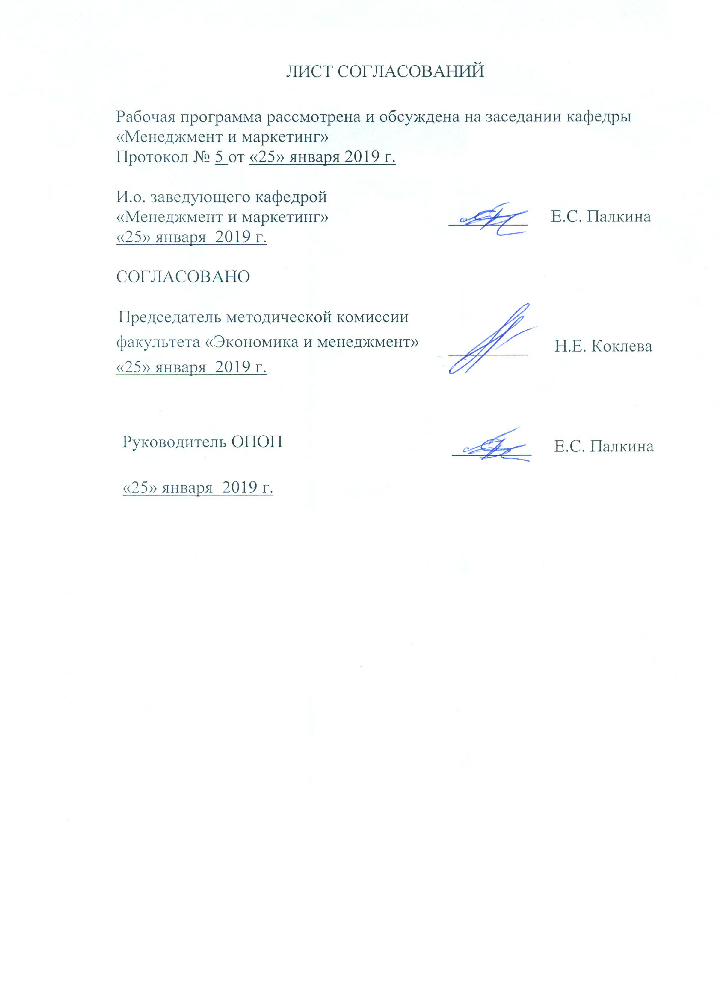 ЛИСТ СОГЛАСОВАНИЙ
Рабочая программа рассмотрена и обсуждена на заседании кафедры
«Менеджмент и маркетинг»
Протокол № 5 от «25» января 2019 г.
И.о. заведующего кафедрой
«Менеджмент и маркетинг» Е.С. Палкина
«25» января 2019 г.
СОГЛАСОВАНО
Председатель методической комиссии
факультета «Экономика и менеджмент» Н.Е. Коклева
«25» января 2019 г.
Руководитель ОПОП Е.С. Палкина
«25» января 2019 г.